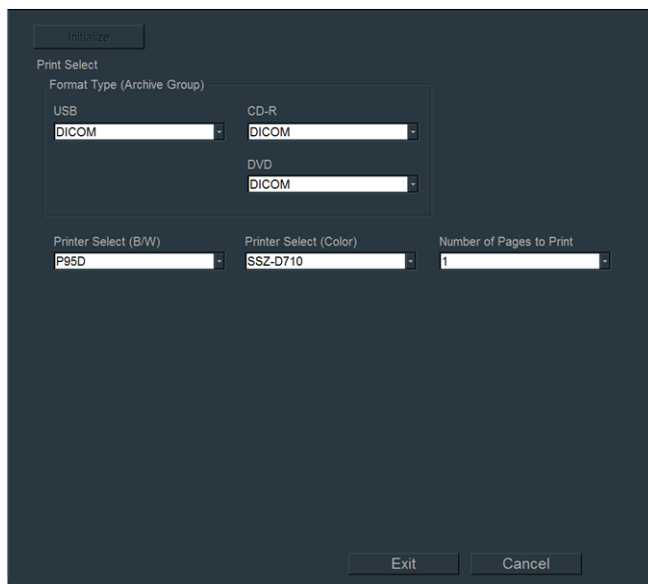 Initialize
Print Select
Format Type (Archive Group)
USB CD-R
DICOM DICOM
DVD
DICOM
Printer Select (B/W) Printer Select (Color) Number of Pages to Print
P95D SSZ-D710 1
Exit Cancel